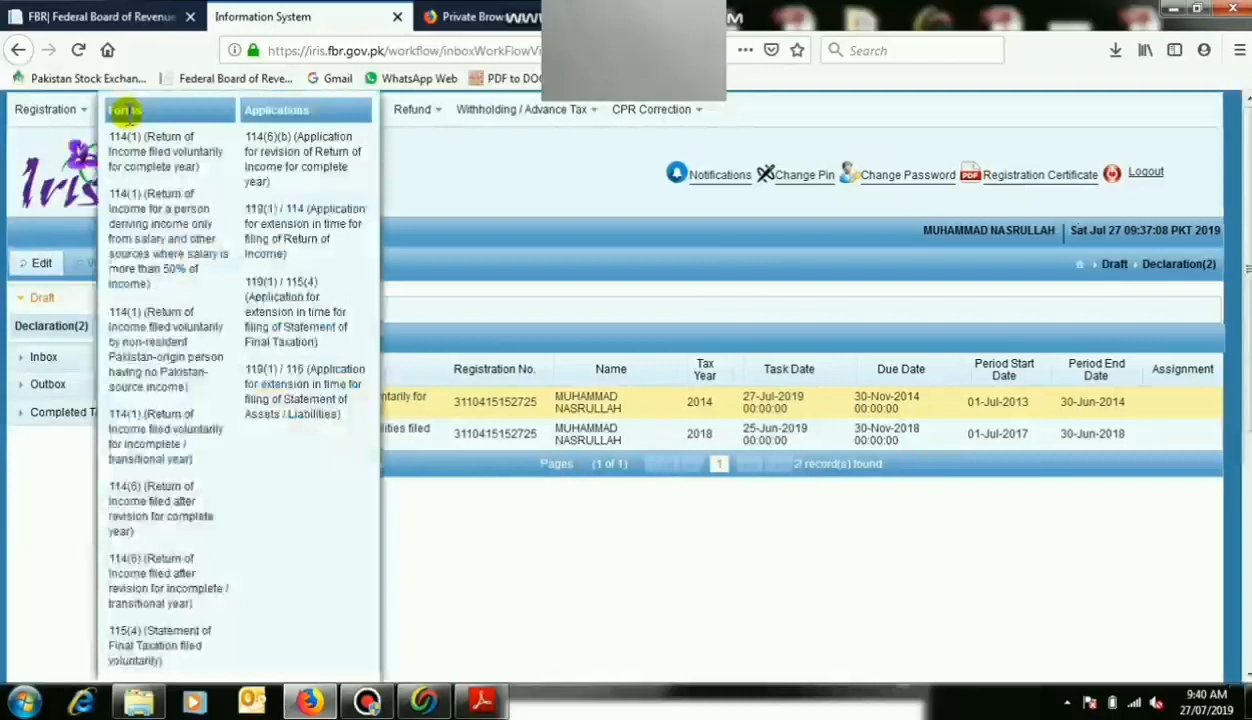 FBR| Federal Board of Revenue
Information System
Private Brow
WWW
M
https://iris.fbr.gov.pk/workflow/inboxWorkFlowVi
Search
Pakistan Stock Exchan...
Federal Board of Reve...
Gmail
WhatsApp Web
PDF to DOC
Registration
Forms
Applications
Refund
Withholding / Advance Tax
CPR Correction
114(1) (Return of
Income filed voluntarily
for complete year)
114(1) (Return of
Income for a person
deriving income only
from salary and other
sources where salary is
more than 50% of
income)
114(1) (Return of
Income filed voluntarily
by non-resident
Pakistan-origin person
having no Pakistan-
source income)
114(1) (Return of
Income filed voluntarily
for incomplete /
transitional year)
114(6) (Return of
Income filed after
revision for complete
year)
114(6) (Return of
Income filed after
revision for incomplete /
transitional year)
115(4) (Statement of
Final Taxation filed
voluntarily)
114(6)(b) (Application
for revision of Return of
Income for complete
year)
119(1) / 114 (Application
for extension in time for
filing of Return of
Income)
119(1) / 115(4)
(Application for
extension in time for
filing of Statement of
Final Taxation)
119(1) / 116 (Application
for extension in time for
filing of Statement of
Assets / Liabilities)
Iris
Notifications
Change Pin
Change Password
PDF
Registration Certificate
Logout
MUHAMMAD NASRULLAH
Sat Jul 27 09:37:08 PKT 2019
Edit
Draft
Declaration(2)
Draft
Declaration(2)
Inbox
Outbox
Completed T
Registration No.
Name
Tax
Year
Task Date
Due Date
Period Start
Date
Period End
Date
Assignment
ntarily for
3110415152725
MUHAMMAD
NASRULLAH
2014
27-Jul-2019
00:00:00
30-Nov-2014
00:00:00
01-Jul-2013
30-Jun-2014
lities filed
3110415152725
MUHAMMAD
NASRULLAH
2018
25-Jun-2019
00:00:00
30-Nov-2018
00:00:00
01-Jul-2017
30-Jun-2018
Pages
(1 of 1)
1
2 record(s) found
9:40 AM
27/07/2019